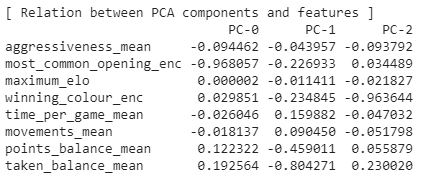 [ Relation between PCA components and features ]
PC-0 PC-1 PC-2
aggressiveness_mean -0.094462 -0.043957 -0.093792
most_common_opening_enc -0.968057 -0.226933 0.034489
maximum_elo 0.000002 -0.011411 -0.021827
winning_colour_enc 0.029851 -0.234845 -0.963644
time_per_game_mean -0.026046 0.159882 -0.047032
movements_mean -0.018137 0.090450 -0.051798
points_balance_mean 0.122322 -0.459011 0.055879
taken_balance_mean 0.192564 -0.804271 0.230020